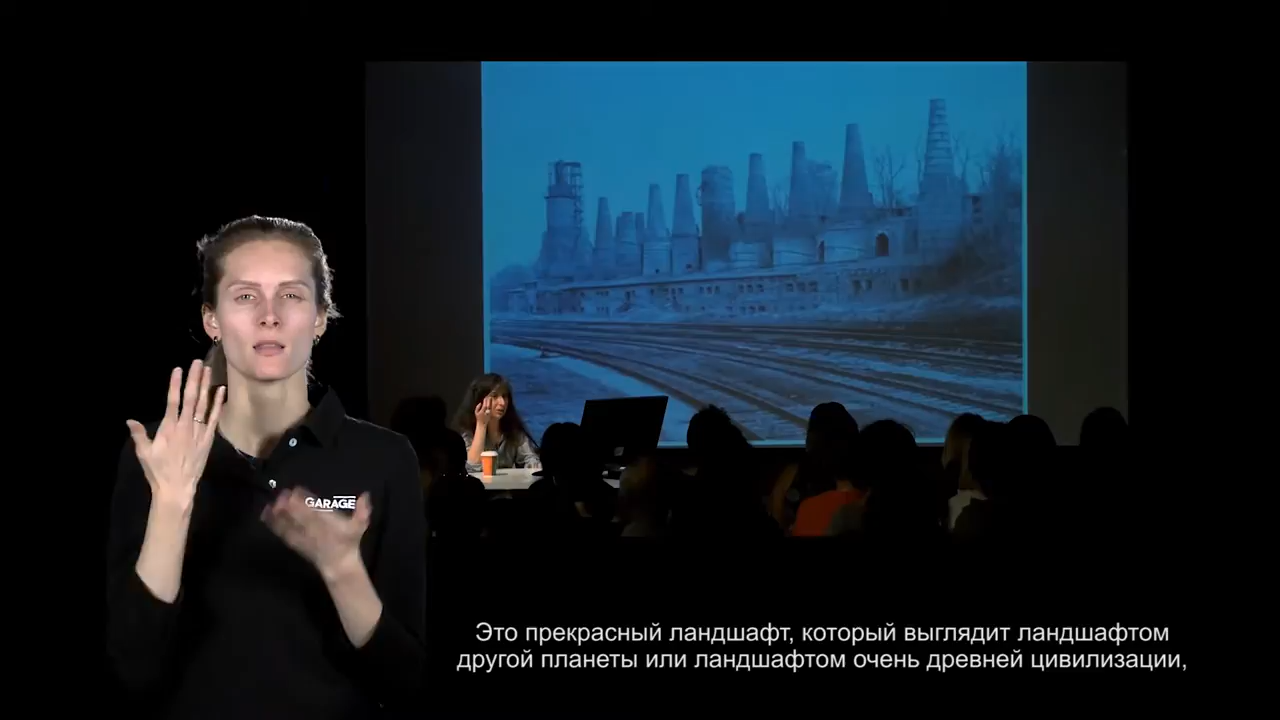 GARAGE
Это прекрасный ландшафт, который выглядит ландшафтом
другой планеты или ландшафтом очень древней цивилизации,